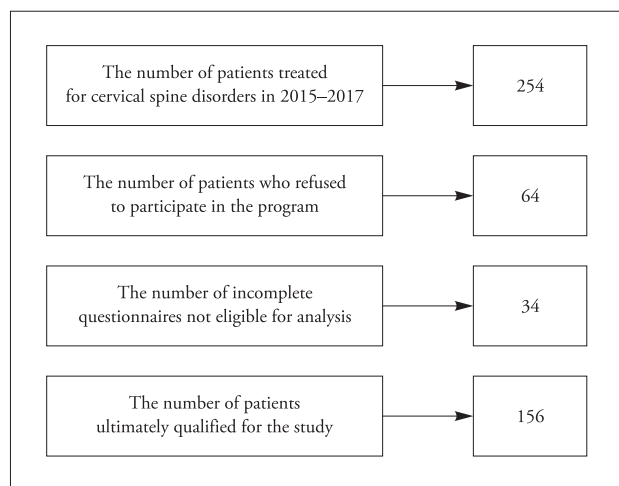 The number of patients treated
for cervical spine disorders in 2015–2017
254
The number of patients who refused
to participate in the program
64
The number of incomplete
questionnaires not eligible for analysis
34
The number of patients
ultimately qualified for the study
156